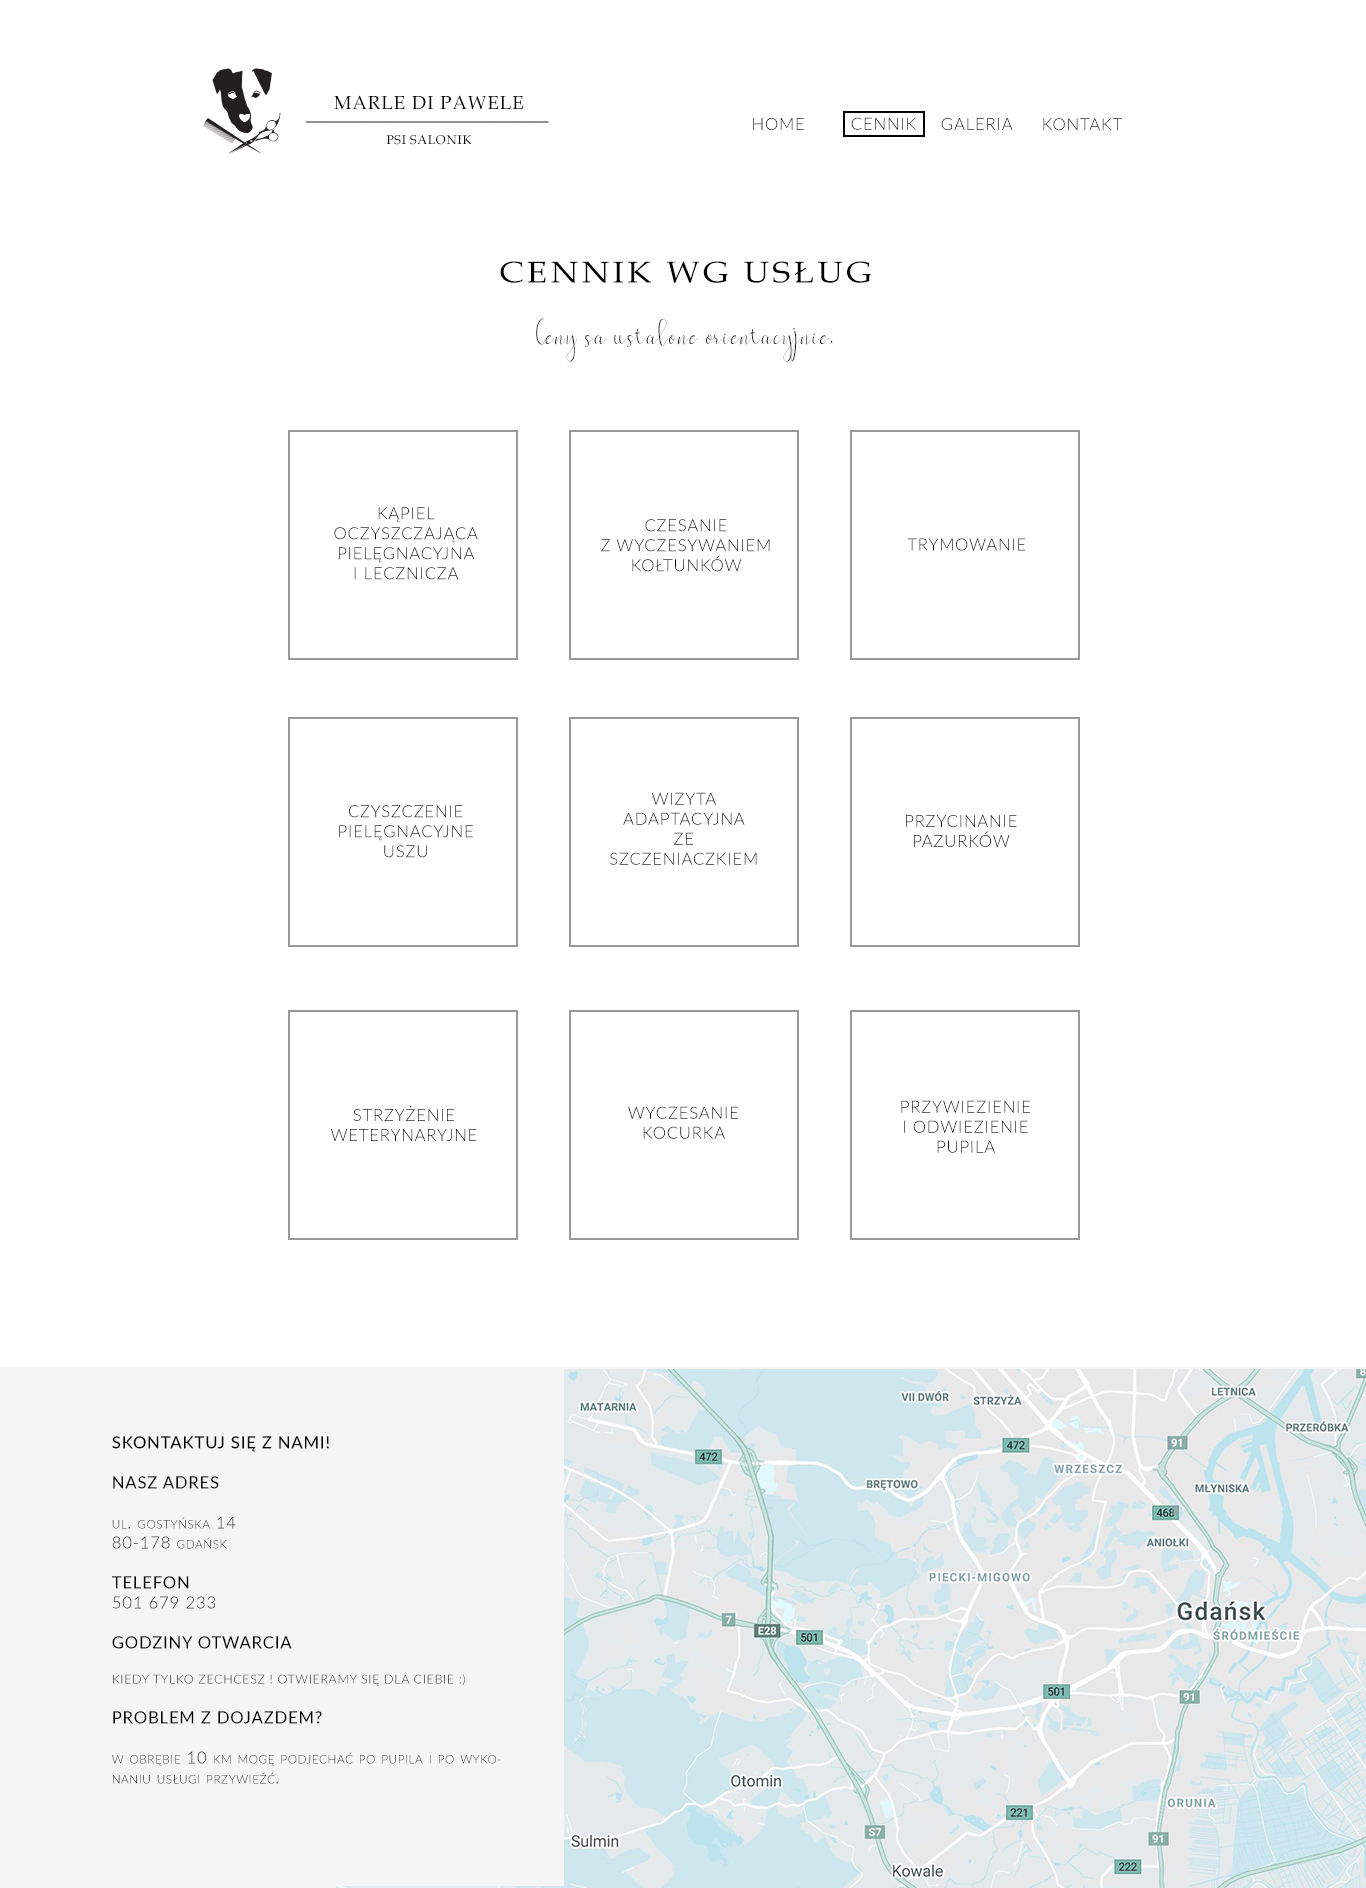 MARLE DI PAWELE
PSI SALONIK
HOME CENNIK GALERIA KONTAKT
CENNIK WG USŁUG
Ceny sa ustalone orientacyjnie.
KĄPIEL
OCZYSZCZAJĄCA
PIELĘGNACYJNA
I LECZNICZA
CZESANIE
Z WYCZESYWANIEM
KOŁTUNKÓW
TRYMOWANIE
CZYSZCZENIE
PIELĘGNACYJNE
USZU
WIZYTA
ADAPTACYJNA
ZE
SZCZENIACZKIEM
PRZYCINANIE
PAZURKÓW
STRZYŻENIE
WETERYNARYJNE
WYCZESANIE
KOCURKA
PRZYWIEZIENIE
I ODWIEZIENIE
PUPILA
SKONTAKTUJ SIĘ Z NAMI!
NASZ ADRES
UL. GOSTYŃSKA 14
80-178 GDAŃSK
TELEFON
501 679 233
GODZINY OTWARCIA
KIEDY TYLKO ZECHCESZ ! OTWIERAMY SIĘ DLA CIEBIE :)
PROBLEM Z DOJAZDEM?
W OBRĘBIE 10 KM MOGĘ PODJECHAĆ PO PUPILA I PO WYKO-
NANIU USŁUGI PRZYWIEŹĆ.
MATARNIA
VII DWÓR
STRZYŻA
LETNICA
PRZERÓBKA
472
472
91
WRZESZCZ
BRĘTOWO
MŁYNISKA
468
ANIOŁKI
PIECKI-MIGOWO
Gdańsk
ŚRÓDMIEŚCIE
7
E28
501
501
91
Otomin
ORUNIA
221
S7
91
Sulmin
Kowale
222